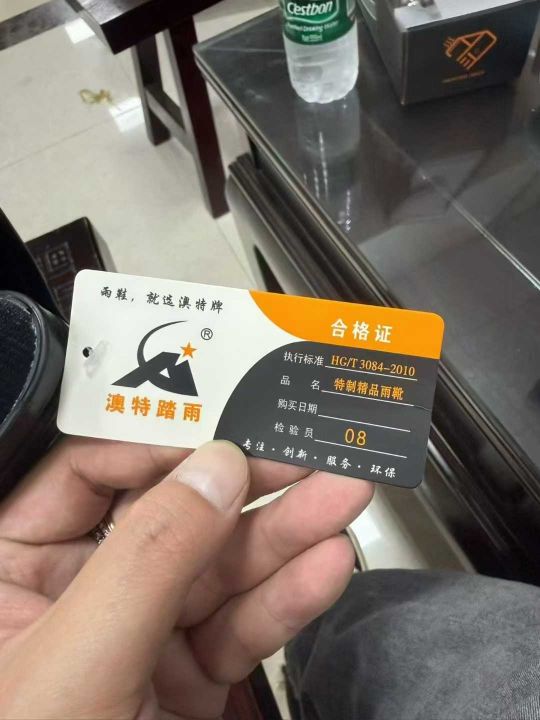 Cestbon
雨鞋，就选澳特牌
®
澳特踏雨
合格证
执行标准 HG/T 3084-2010
品 名 特制精品雨靴
购买日期
检验员 08
专注·创新·服务·环保